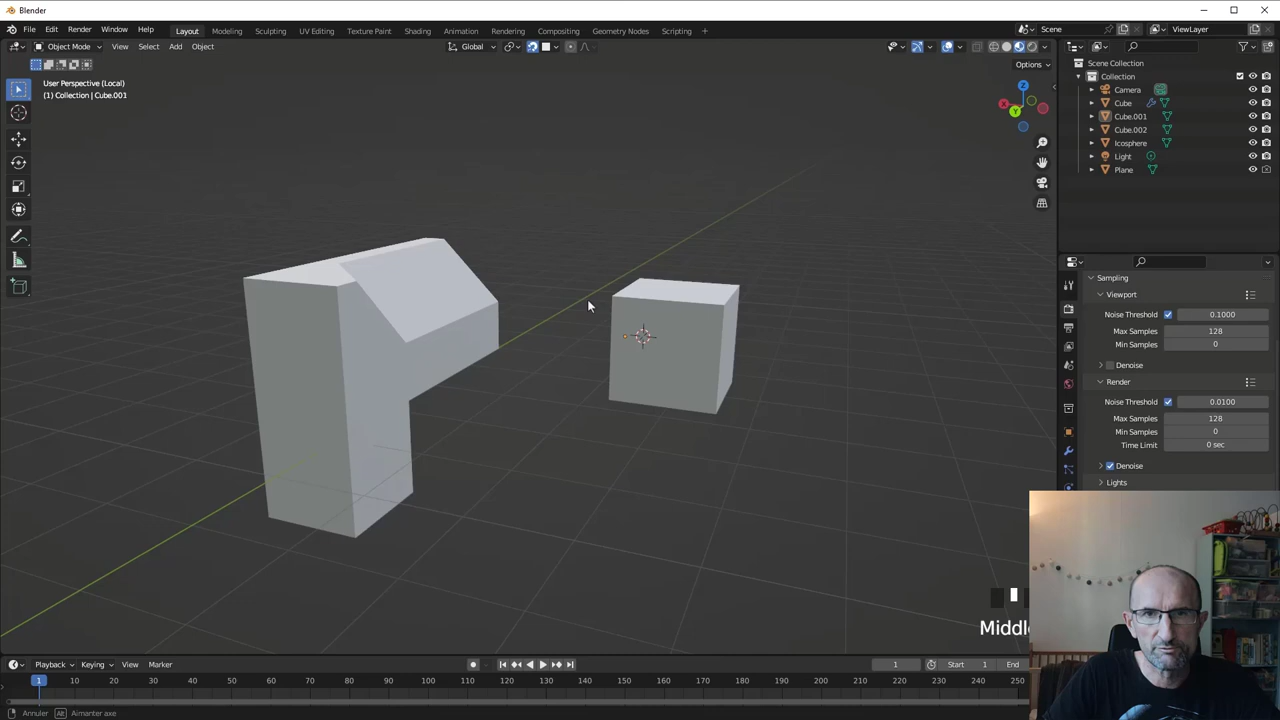 Blender
File Edit Render Window Help
Layout Modeling Sculpting UV Editing Texture Paint Shading Compositing Animation Rendering Geometry Nodes Scripting +
Scene
ViewLayer
Object Mode View Select Add Object
Global
Options
User Perspective (Local)
(1) Collection | Cube.001
X
Y
Z
Scene Collection
Collection
Camera
Cube
Cube.001
Cube.002
Icosphere
Light
Plane
Sampling
Viewport
Noise Threshold 0.1000
Max Samples 128
Min Samples 0
Denoise
Render
Noise Threshold 0.0100
Max Samples 128
Min Samples 0
Time Limit 0 sec
Denoise
Lights
Middle
Playback Keying View Marker
1 Start 1 End
1 10 20 30 40 50 60 70 80 90 100 110 120 130 140 150 160 170 180 190 200 210 220 230 240 250
Annuler Alt Aimanter axe